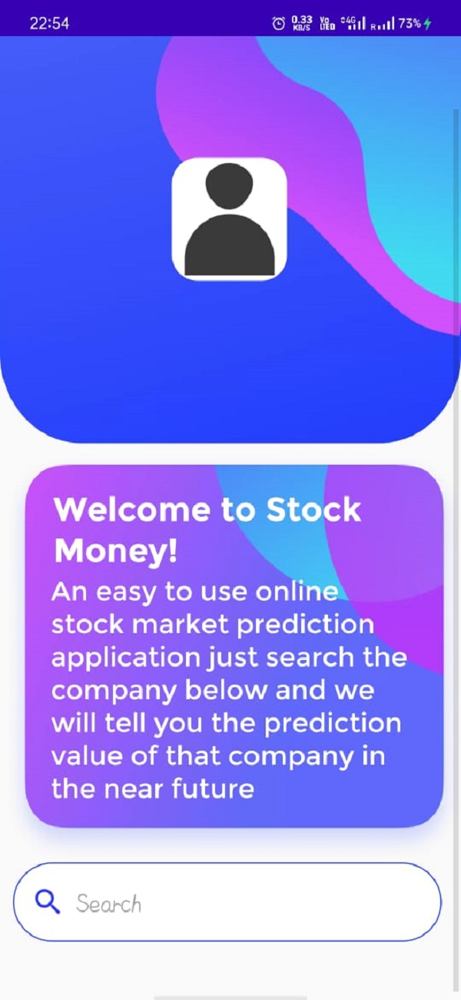 22:54 0.33 KB/S Vo LTED 4G R 73%
Welcome to Stock
Money!
An easy to use online
stock market prediction
application just search the
company below and we
will tell you the prediction
value of that company in
the near future
Search